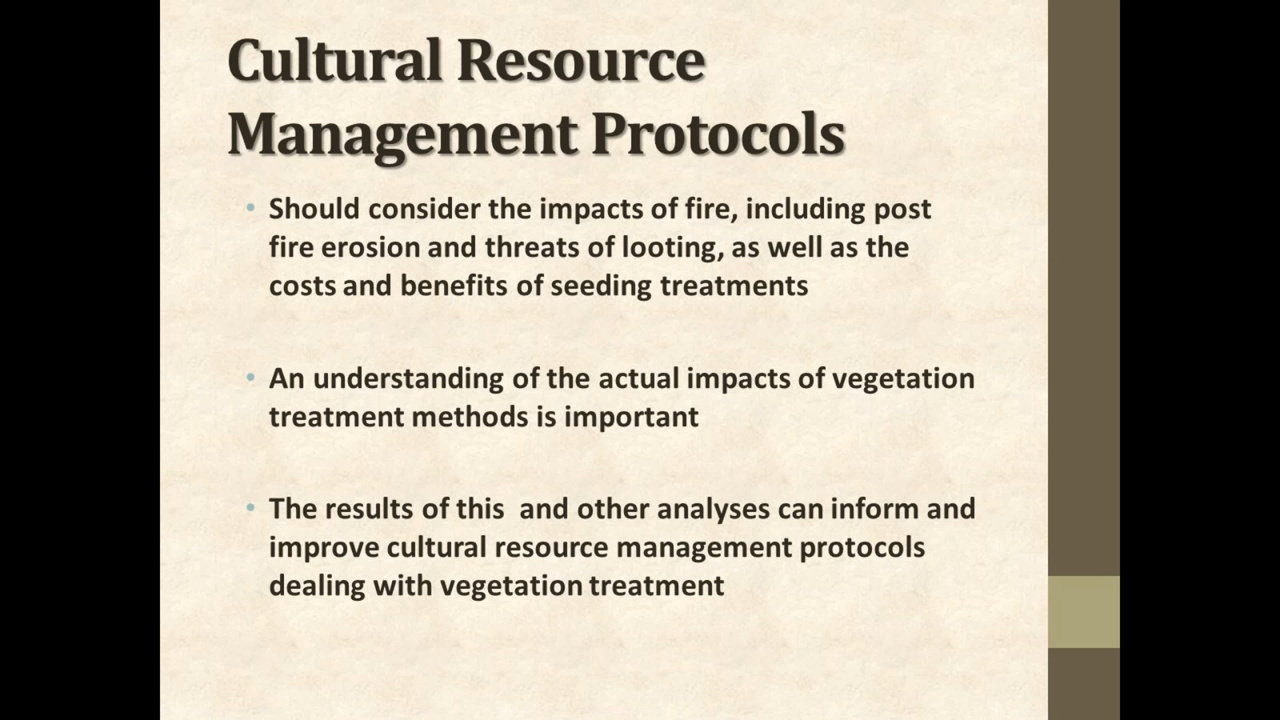 Cultural Resource
Management Protocols
• Should consider the impacts of fire, including post
fire erosion and threats of looting, as well as the
costs and benefits of seeding treatments
• An understanding of the actual impacts of vegetation
treatment methods is important
• The results of this  and other analyses can inform and
improve cultural resource management protocols
dealing with vegetation treatment